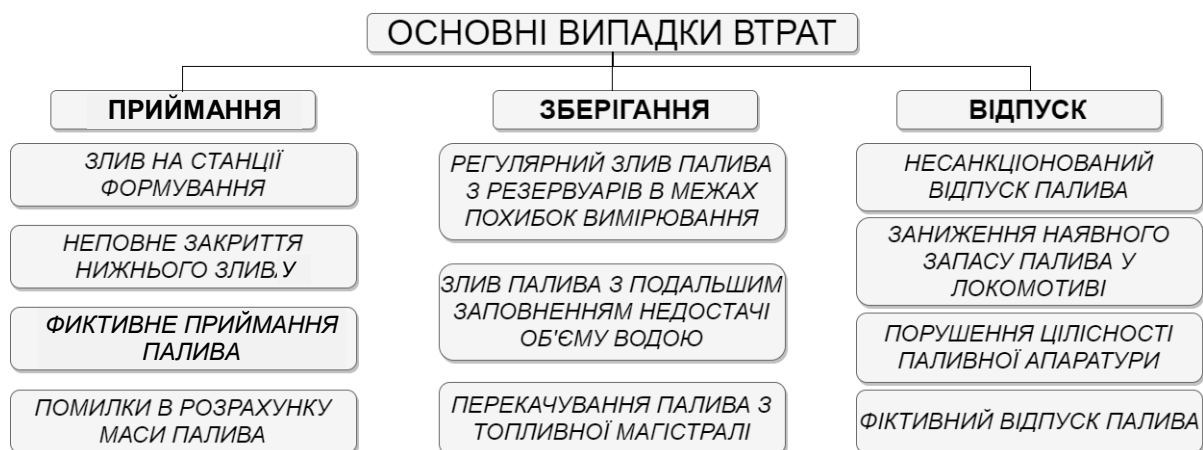 ОСНОВНІ ВИПАДКИ ВТРАТ
ПРИЙМАННЯ
ЗЛИВ НА СТАНЦІЇ
ФОРМУВАННЯ
НЕПОВНЕ ЗАКРИТТЯ
НИЖНЬОГО ЗЛИВУ
ФИКТИВНЕ ПРИЙМАННЯ
ПАЛИВА
ПОМИЛКИ В РОЗРАХУНКУ
МАСИ ПАЛИВА
ЗБЕРІГАННЯ
РЕГУЛЯРНИЙ ЗЛИВ ПАЛИВА
З РЕЗЕРВУАРІВ В МЕЖАХ
ПОХИБОК ВИМІРЮВАННЯ
ЗЛИВ ПАЛИВА З ПОДАЛЬШИМ
ЗАПОВНЕННЯМ НЕДОСТАЧІ
ОБ'ЄМУ ВОДОЮ
ПЕРЕКАЧУВАННЯ ПАЛИВА З
ТОПЛИВНОЇ МАГІСТРАЛІ
ВІДПУСК
НЕСАНКЦІОНОВАНИЙ
ВІДПУСК ПАЛИВА
ЗАНИЖЕННЯ НАЯВНОГО
ЗАПАСУ ПАЛИВА У
ЛОКОМОТИВІ
ПОРУШЕННЯ ЦІЛІСНОСТІ
ПАЛИВНОЇ АПАРАТУРИ
ФІКТИВНИЙ ВІДПУСК ПАЛИВА